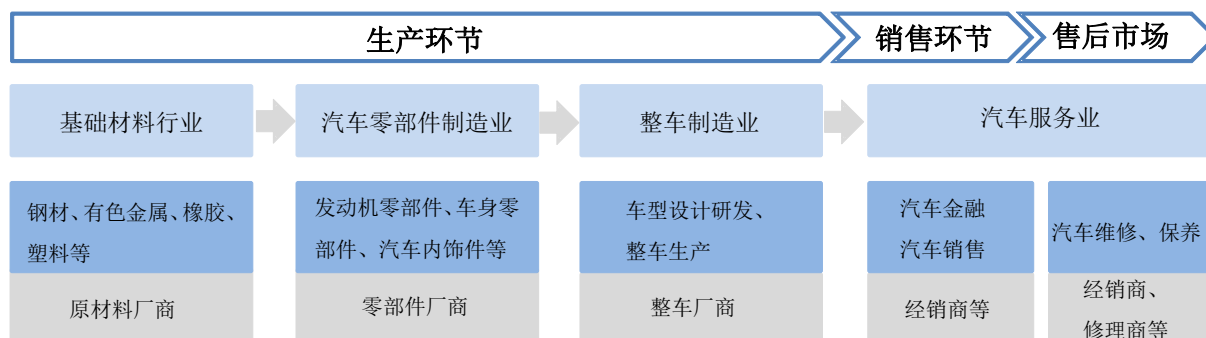 生产环节
销售环节
售后市场
基础材料行业
汽车零部件制造业
整车制造业
汽车服务业
钢材、有色金属、橡胶、
塑料等
发动机零部件、车身零
部件、汽车内饰件等
车型设计研发、
整车生产
汽车金融
汽车销售
汽车维修、保养
原材料厂商
零部件厂商
整车厂商
经销商等
经销商、
修理商等